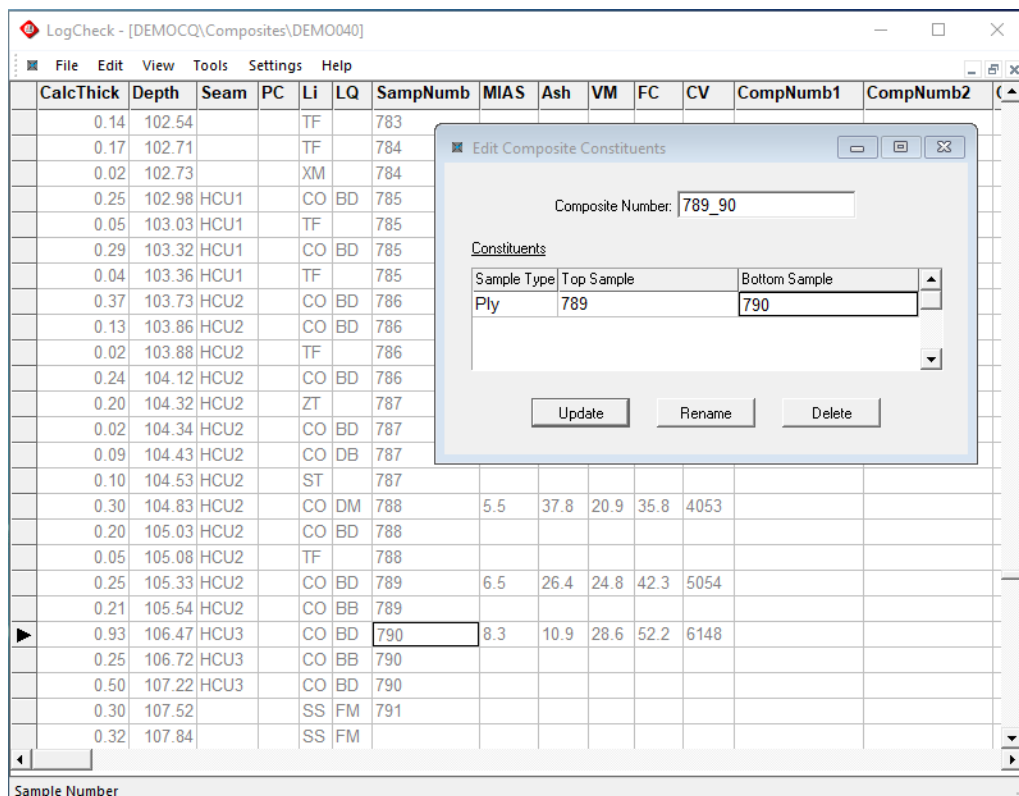 LogCheck - [DEMOCQ\Composites\DEMO040]
File Edit View Tools Settings Help
CalcThick Depth Seam PC Li LQ SampNumb MIAS Ash VM FC CV CompNumb1 CompNumb2
0.14 102.54 TF 783
0.17 102.71 TF 784
0.02 102.73 XM 784
0.25 102.98 HCU1 CO BD 785
0.05 103.03 HCU1 TF 785
0.29 103.32 HCU1 CO BD 785
0.04 103.36 HCU1 TF 785
0.37 103.73 HCU2 CO BD 786
0.13 103.86 HCU2 CO BD 786
0.02 103.88 HCU2 TF 786
0.24 104.12 HCU2 CO BD 786
0.20 104.32 HCU2 ZT 787
0.02 104.34 HCU2 CO BD 787
0.09 104.43 HCU2 CO DB 787
0.10 104.53 HCU2 ST 787
0.30 104.83 HCU2 CO DM 788 5.5 37.8 20.9 35.8 4053
0.20 105.03 HCU2 CO BD 788
0.05 105.08 HCU2 TF 788
0.25 105.33 HCU2 CO BD 789 6.5 26.4 24.8 42.3 5054
0.21 105.54 HCU2 CO BB 789
0.93 106.47 HCU3 CO BD 790 8.3 10.9 28.6 52.2 6148
0.25 106.72 HCU3 CO BB 790
0.50 107.22 HCU3 CO BD 790
0.30 107.52 SS FM 791
0.32 107.84 SS FM
Edit Composite Constituents
Composite Number: 789_90
Constituents
Sample Type Top Sample Bottom Sample
Ply 789 790
Update Rename Delete
Sample Number